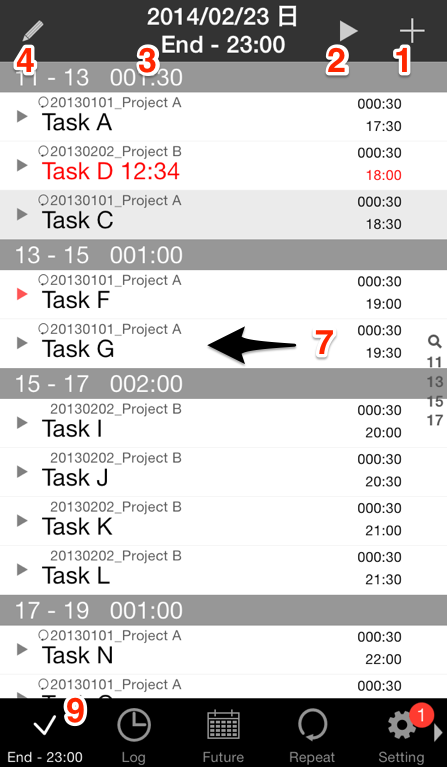 2014/02/23 日
End - 23:00
4
3
2
1
11 - 13 001:30
20130101_Project A 000:30
Task A 17:30
20130202_Project B 000:30
Task D 12:34 18:00
20130101_Project A 000:30
Task C 18:30
13 - 15 001:00
20130101_Project A 000:30
Task F 19:00
20130101_Project A 000:30
Task G 19:30
7
11
13
15
17
15 - 17 002:00
20130202_Project B 000:30
Task I 20:00
20130202_Project B 000:30
Task J 20:30
20130202_Project B 000:30
Task K 21:00
20130202_Project B 000:30
Task L 21:30
17 - 19 001:00
20130101_Project A 000:30
Task N 22:00
20130101_Project A 000:30
9
1
End - 23:00
Log
Future
Repeat
Setting